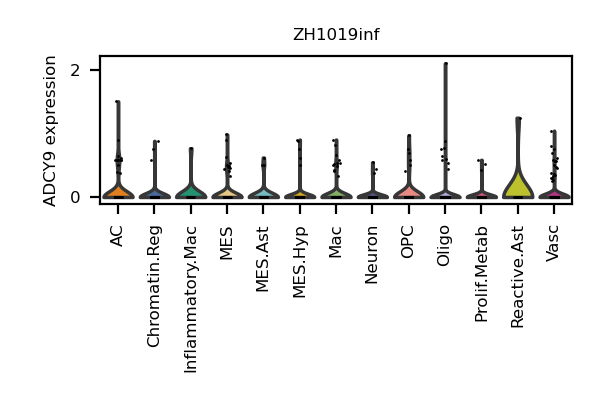 ZH1019inf
ADCY9 expression
2
0
AC
Chromatin.Reg
Inflammatory.Mac
MES
MES.Ast
MES.Hyp
Mac
Neuron
OPC
Oligo
Prolif.Metab
Reactive.Ast
Vasc